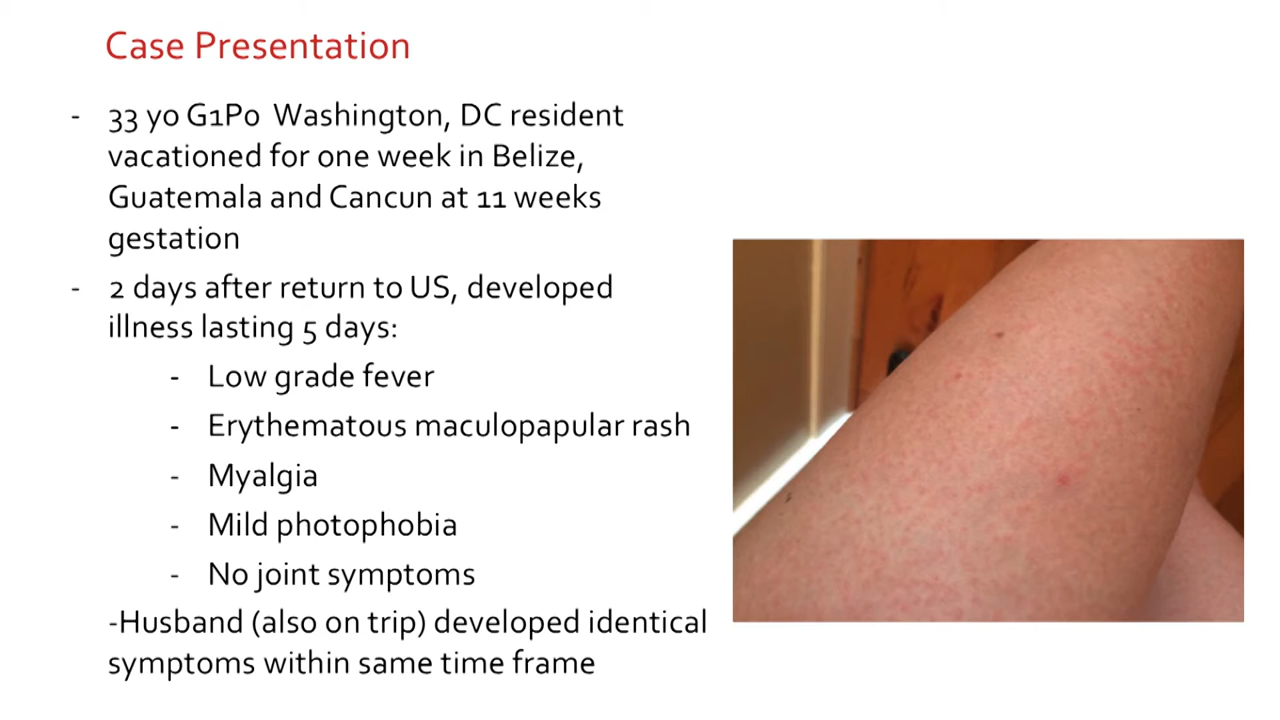 Case Presentation
- 33 yo G1P0 Washington, DC resident
vacationed for one week in Belize,
Guatemala and Cancun at 11 weeks
gestation
- 2 days after return to US, developed
illness lasting 5 days:
- Low grade fever
- Erythematous maculopapular rash
- Myalgia
- Mild photophobia
- No joint symptoms
-Husband (also on trip) developed identical
symptoms within same time frame